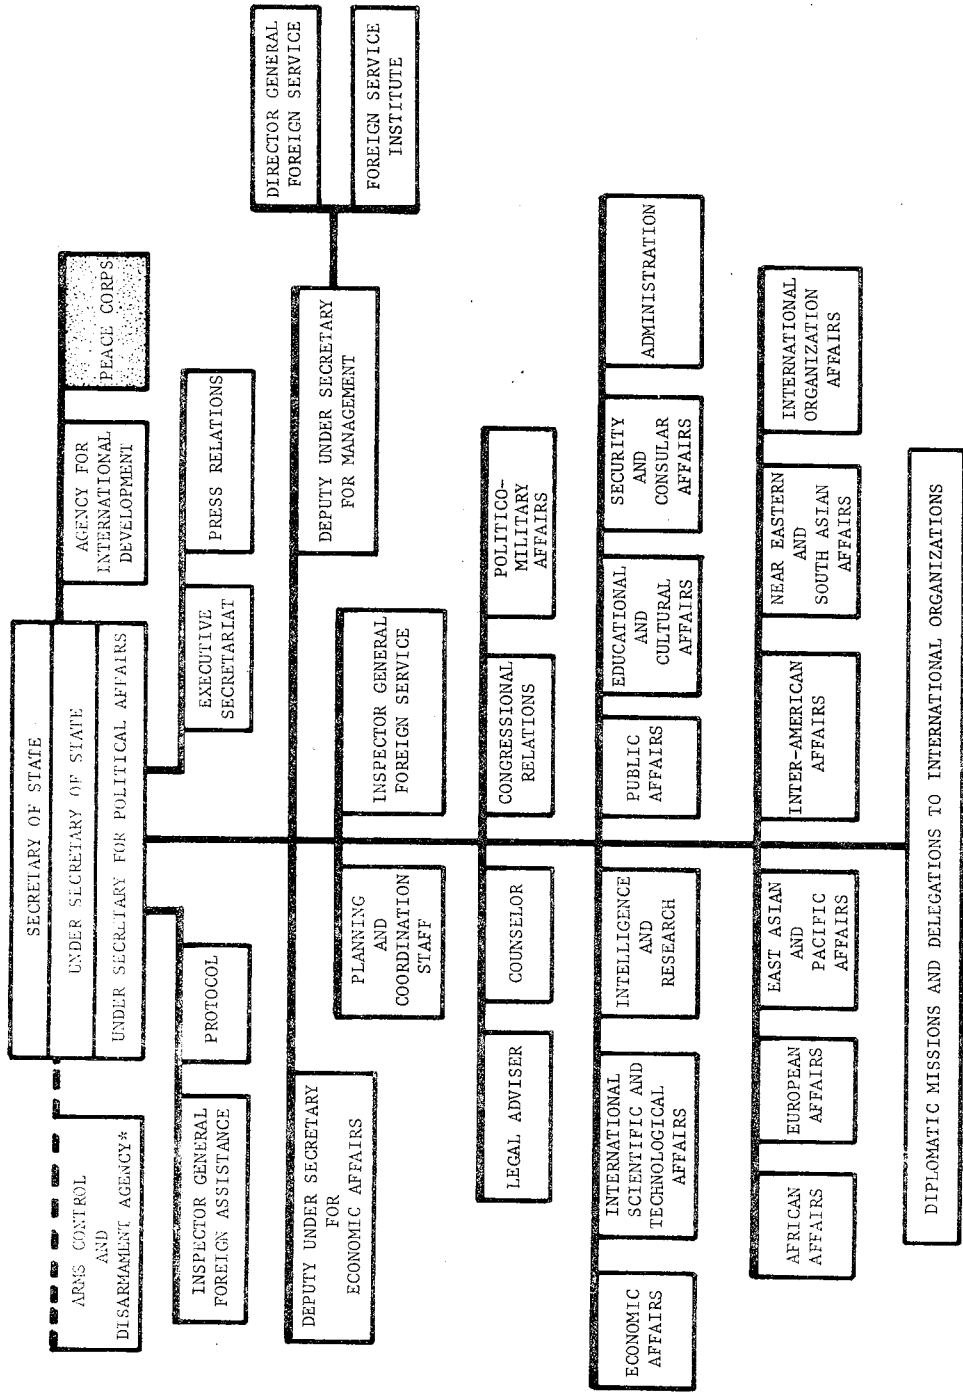 SECRETARY OF STATE
UNDER SECRETARY OF STATE
UNDER SECRETARY FOR POLITICAL AFFAIRS
ARMS CONTROL
AND
DISARMAMENT AGENCY*
AGENCY FOR
INTERNATIONAL
DEVELOPMENT
PEACE CORPS
INSPECTOR GENERAL
FOREIGN ASSISTANCE
PROTOCOL
EXECUTIVE
SECRETARIAT
PRESS RELATIONS
DEPUTY UNDER SECRETARY
FOR
ECONOMIC AFFAIRS
DEPUTY UNDER SECRETARY
FOR MANAGEMENT
DIRECTOR GENERAL
FOREIGN SERVICE
FOREIGN SERVICE
INSTITUTE
PLANNING
AND
COORDINATION
STAFF
INSPECTOR GENERAL
FOREIGN SERVICE
LEGAL ADVISER
COUNSELOR
CONGRESSIONAL
RELATIONS
POLITICO-
MILITARY
AFFAIRS
ECONOMIC
AFFAIRS
INTERNATIONAL
SCIENTIFIC AND
TECHNOLOGICAL
AFFAIRS
INTELLIGENCE
AND
RESEARCH
PUBLIC
AFFAIRS
EDUCATIONAL
AND
CULTURAL
AFFAIRS
SECURITY
AND
CONSULAR
AFFAIRS
ADMINISTRATION
AFRICAN
AFFAIRS
EUROPEAN
AFFAIRS
EAST ASIAN
AND
PACIFIC
AFFAIRS
INTER-AMERICAN
AFFAIRS
NEAR EASTERN
AND
SOUTH ASIAN
AFFAIRS
INTERNATIONAL
ORGANIZATION
AFFAIRS
DIPLOMATIC MISSIONS AND DELEGATIONS TO INTERNATIONAL ORGANIZATIONS